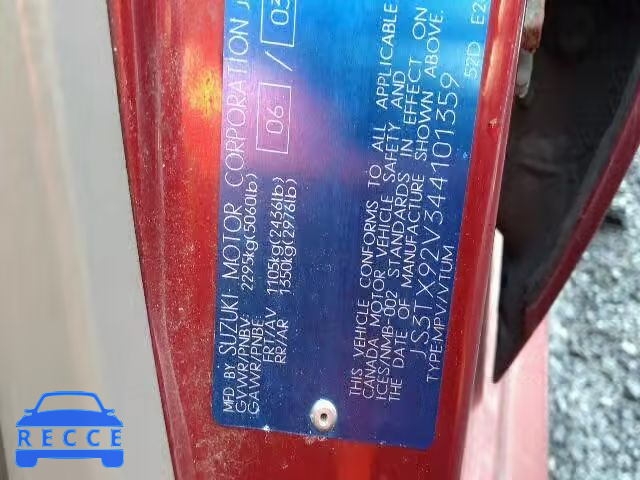 MFD BY SUZUKI MOTOR CORPORATION J
06 / 03
GVWR/PNBV: 2295kg(5060lb)
GAWR/PNBE:
FRT/AV 1105kg(2436lb)
RR/AR 1350kg(2976lb)
THIS VEHICLE CONFORMS TO ALL APPLICABLE
CANADA MOTOR VEHICLE SAFETY AND
ICES/NMB-002 STANDARDS IN EFFECT ON
THE DATE OF MANUFACTURE SHOWN ABOVE.
JS3TX92V344101359
TYPE:MPV/VTUM 52D E2
RECCE